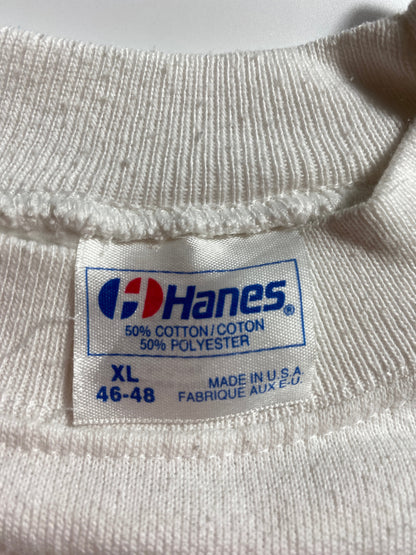 Hanes®
50% COTTON/COTON
50% POLYESTER
XL
46-48
MADE IN U.S.A
FABRIQUE AUX E.-U.